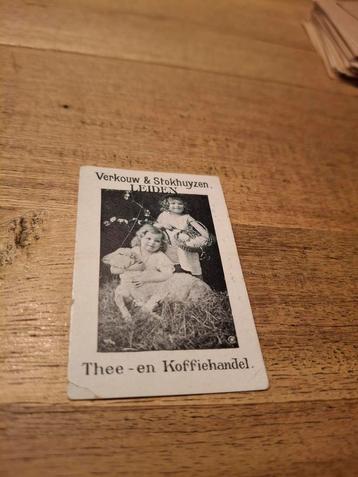 Verkouw & Stokhuyzen.
LEIDEN
Thee - en Koffiehandel.